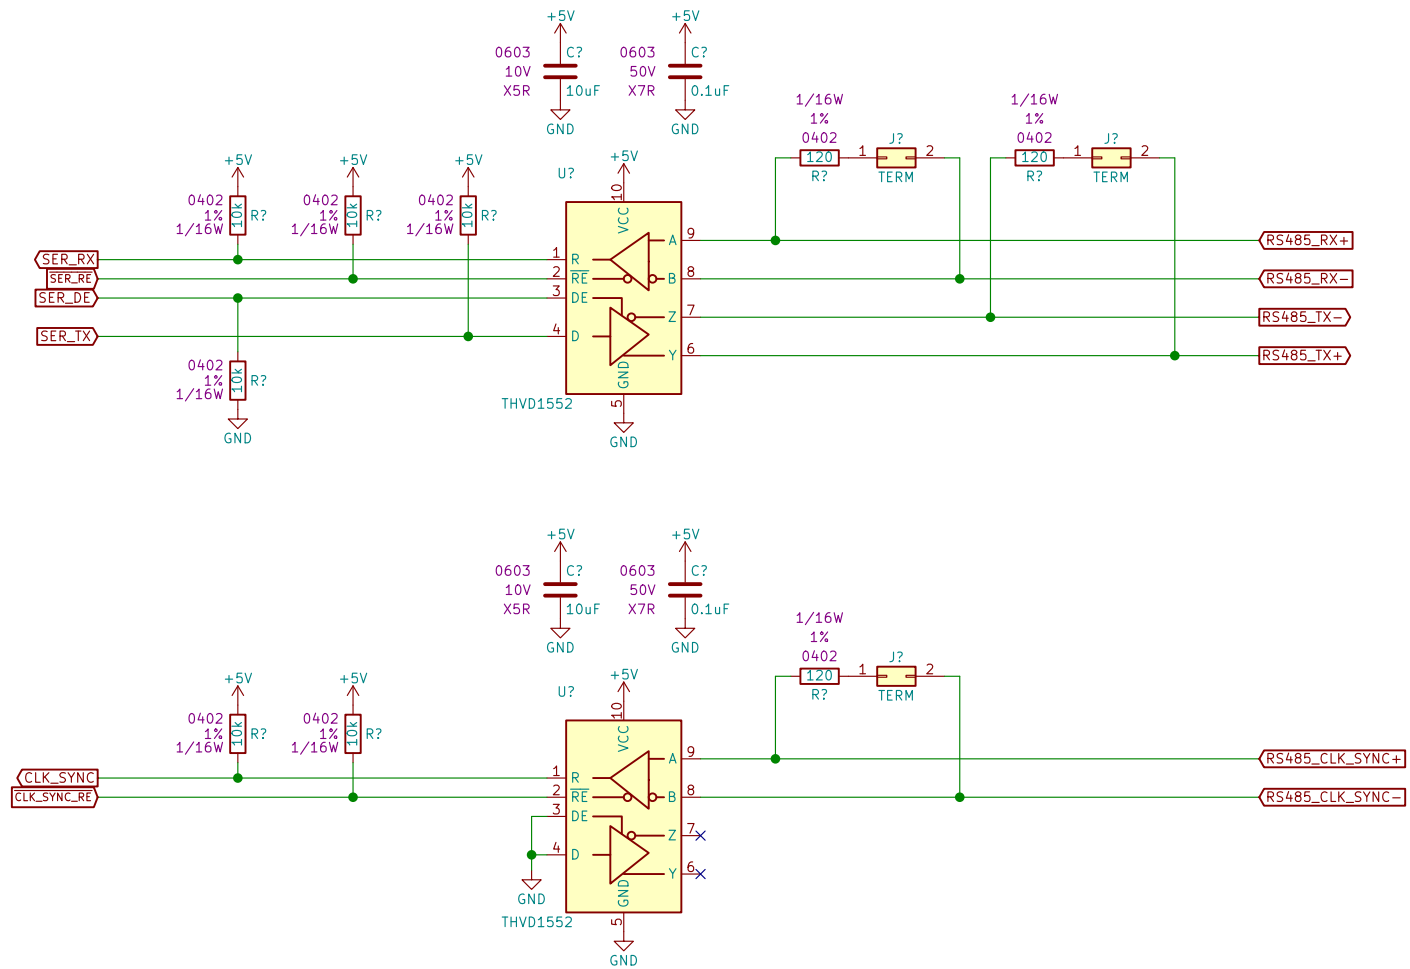 +5V +5V
0603 C? 0603 C?
10V 50V
X5R 10uF X7R 0.1uF
GND GND
1/16W 1/16W
1% 1%
0402 J? 0402 J?
120 1 2 120 1 2
R? TERM R? TERM
+5V +5V +5V +5V
U?
10
VCC
0402 0402 0402
1% 10k R? 1% 10k R? 1% 10k R?
1/16W 1/16W 1/16W
A 9 RS485_RX+
SER_RX 1 R
SER_RE 2 RE B 8 RS485_RX-
SER_DE 3 DE
Z 7 RS485_TX-
SER_TX 4 D
Y 6 RS485_TX+
0402
1% 10k R?
1/16W
GND
5
THVD1552
GND GND
+5V +5V
0603 C? 0603 C?
10V 50V
X5R 10uF X7R 0.1uF
GND GND
1/16W
1%
0402 J?
120 1 2
R? TERM
+5V +5V +5V
U?
10
VCC
0402 0402
1% 10k R? 1% 10k R?
1/16W 1/16W
A 9 RS485_CLK_SYNC+
CLK_SYNC 1 R
CLK_SYNC_RE 2 RE B 8 RS485_CLK_SYNC-
3 DE
Z 7
4 D
Y 6
GND
GND
5
THVD1552
GND